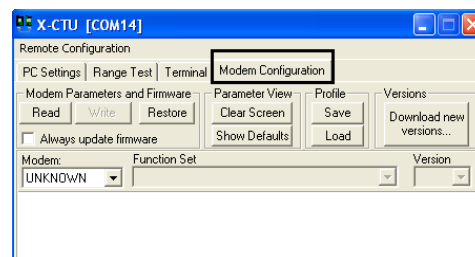 X-CTU [COM14]
Remote Configuration
PC Settings Range Test Terminal Modem Configuration
Modem Parameters and Firmware Parameter View Profile Versions
Read Write Restore Clear Screen Save Download new versions...
Always update firmware Show Defaults Load
Modem: Function Set Version
UNKNOWN